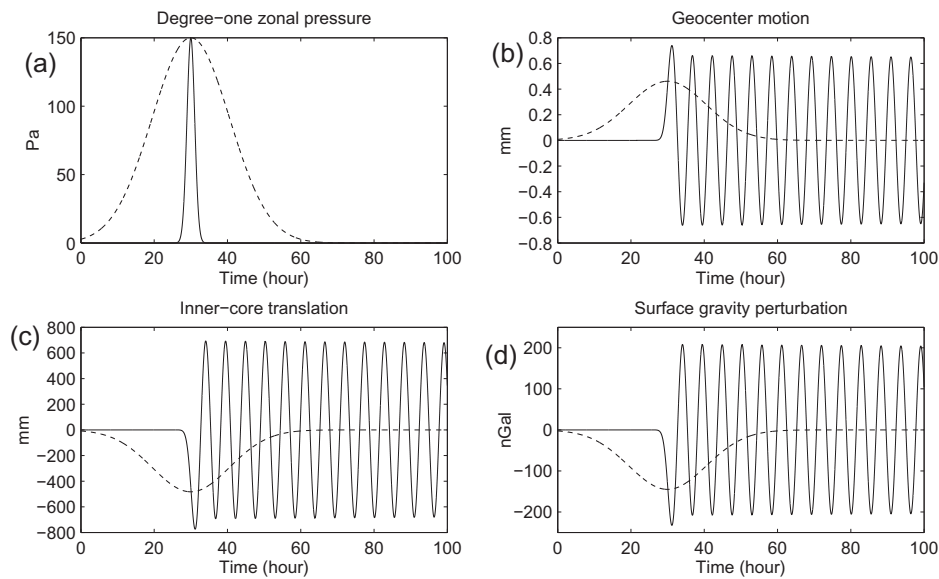 Degree−one zonal pressure
(a)
Pa
150
100
50
0
0 20 40 60 80 100
Time (hour)
Geocenter motion
(b)
mm
0.8
0.6
0.4
0.2
0
−0.2
−0.4
−0.6
−0.8
0 20 40 60 80 100
Time (hour)
Inner−core translation
(c)
mm
800
600
400
200
0
−200
−400
−600
−800
0 20 40 60 80 100
Time (hour)
Surface gravity perturbation
(d)
nGal
200
100
0
−100
−200
0 20 40 60 80 100
Time (hour)